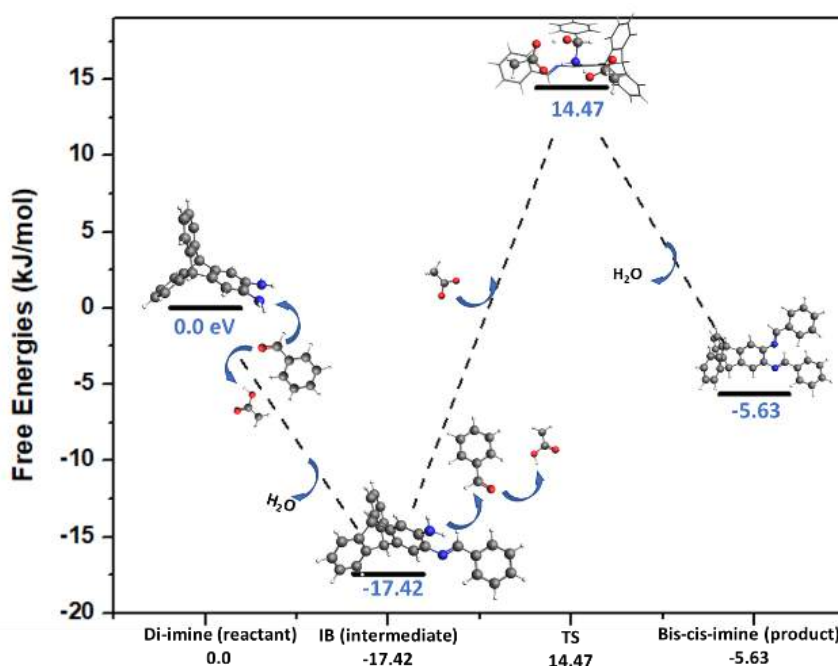 Free Energies (kJ/mol)
15
10
5
0
-5
-10
-15
-20
14.47
0.0 eV
H2O
H2O
-5.63
-17.42
Di-imine (reactant) IB (intermediate) TS Bis-cis-imine (product)
0.0 -17.42 14.47 -5.63